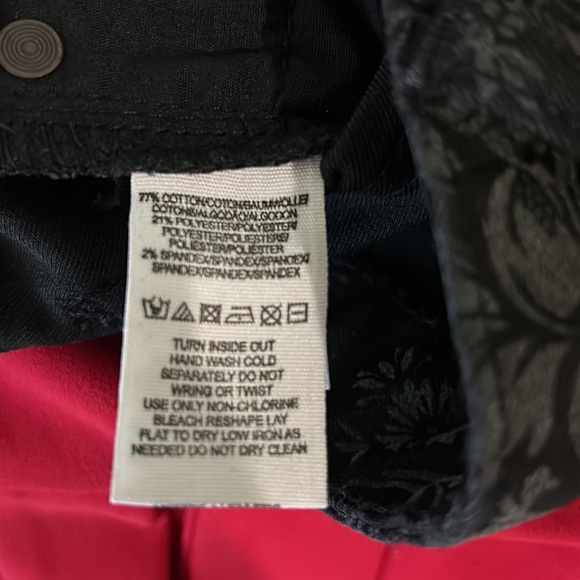 77% COTTON/COTON/BAUMWOLLE/
COTONE/ALGODÃO/ALGODON
21% POLYESTER/POLYESTER/
POLYESTER/POLIESTERE/
POLIÉSTER/POLIÉSTER
2% SPANDEX/SPANDEX/SPANDEX/
SPANDEX/SPANDEX/SPANDEX
TURN INSIDE OUT
HAND WASH COLD
SEPARATELY DO NOT
WRING OR TWIST
USE ONLY NON-CHLORINE
BLEACH RESHAPE LAY
FLAT TO DRY LOW IRON AS
NEEDED DO NOT DRY CLEAN